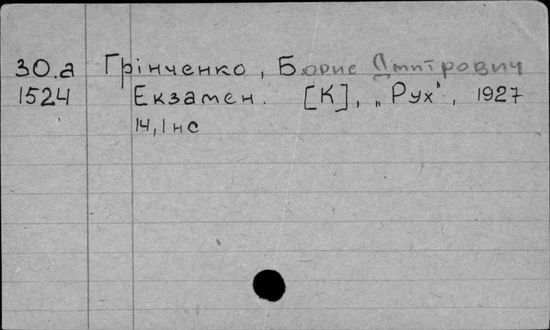 30.а Грінченко, Борис Дмитрович
1524 Екзамен. [К], „Рух“, 1927
14,1 нс